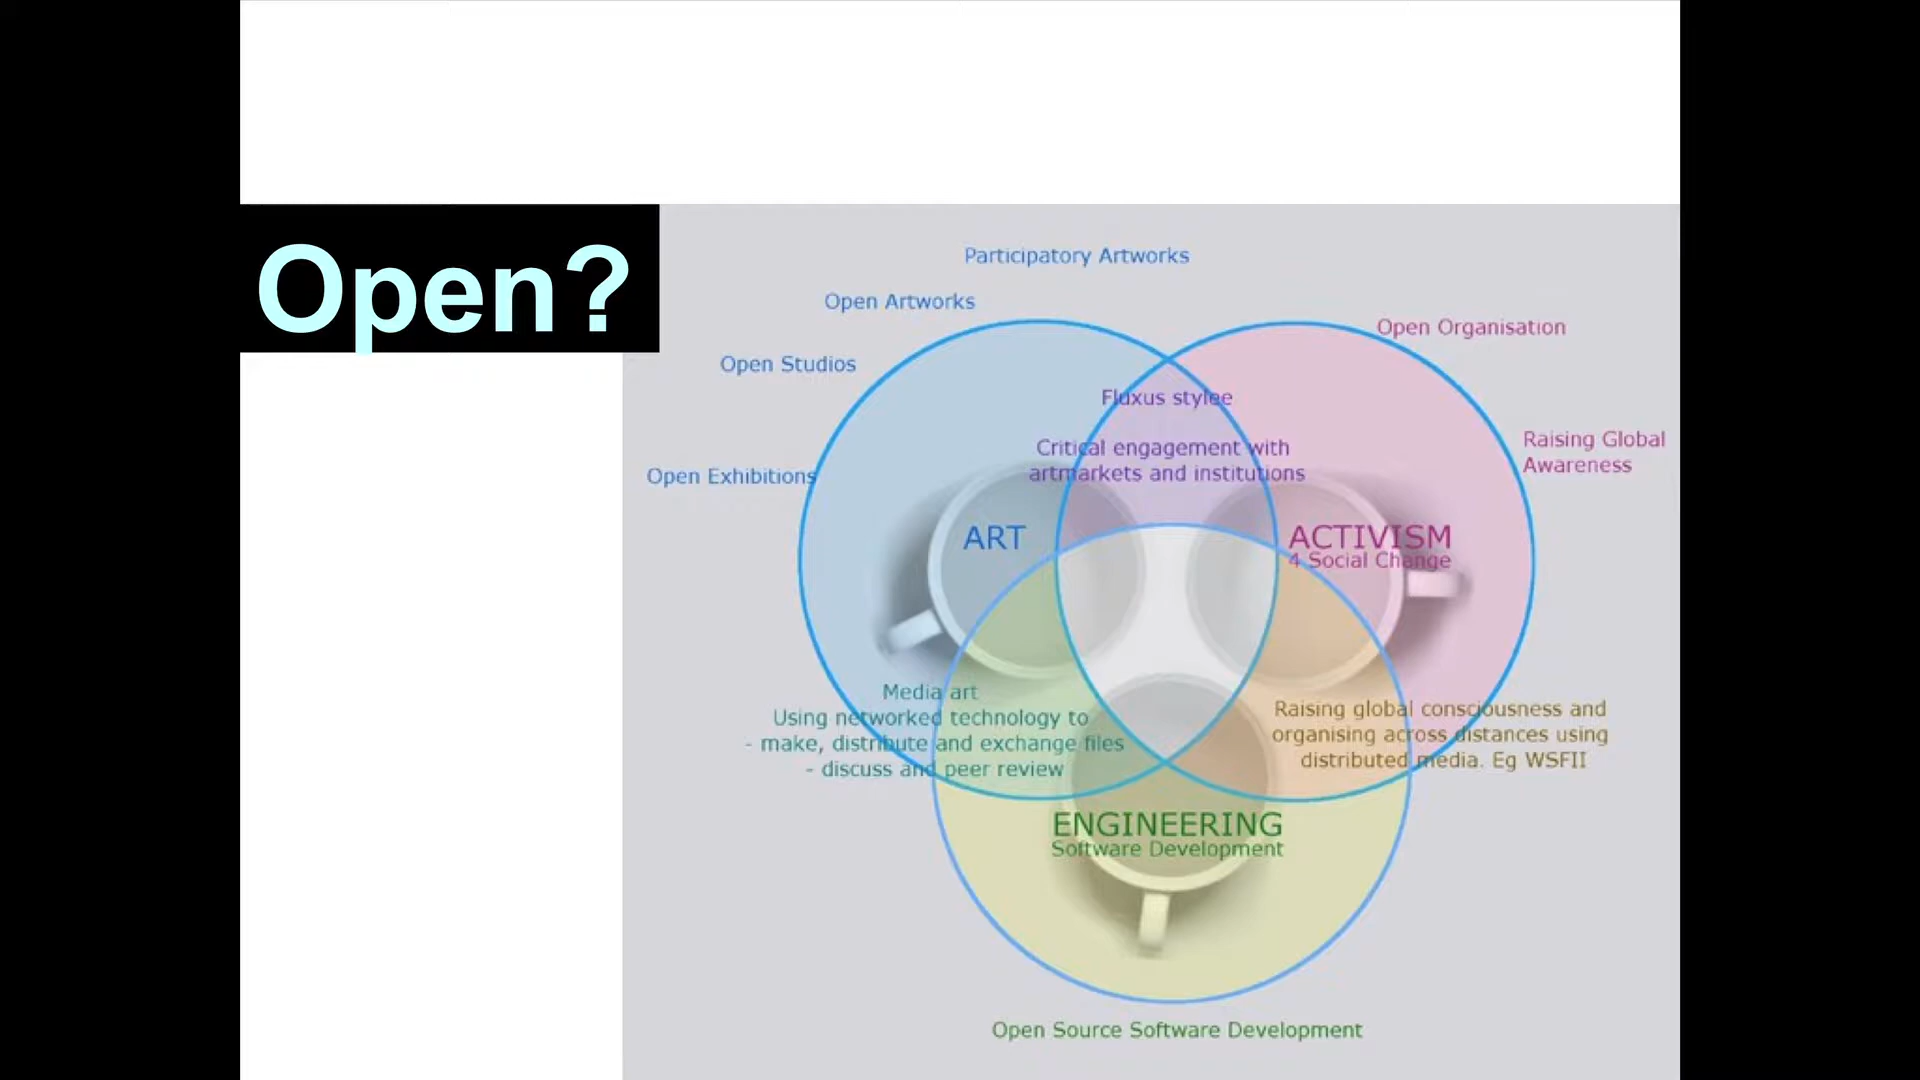 Open?
Participatory Artworks
Open Artworks
Open Studios
Open Exhibitions
Open Organisation
Raising Global
Awareness
Fluxus stylee
Critical engagement with
artmarkets and institutions
ART
ACTIVISM
4 Social Change
Media art
Using networked technology to
- make, distribute and exchange files
- discuss and peer review
Raising global consciousness and
organising across distances using
distributed media. Eg WSFII
ENGINEERING
Software Development
Open Source Software Development